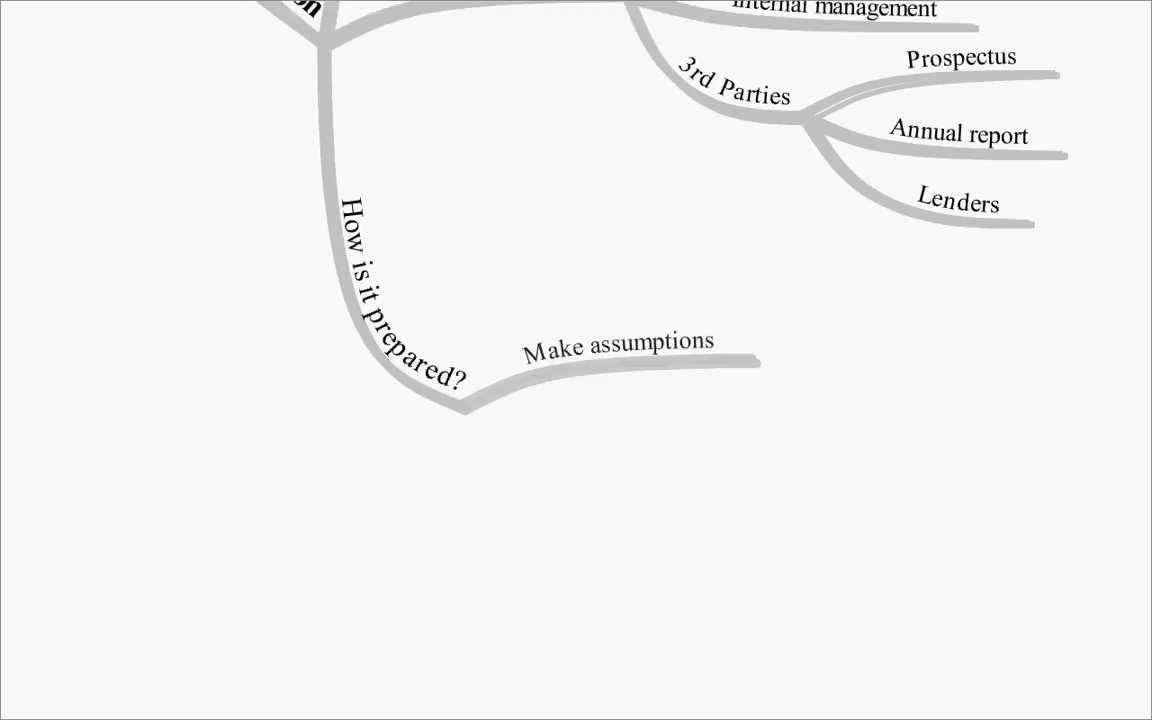 Internal management
3rd Parties
Prospectus
Annual report
Lenders
How is it prepared?
Make assumptions